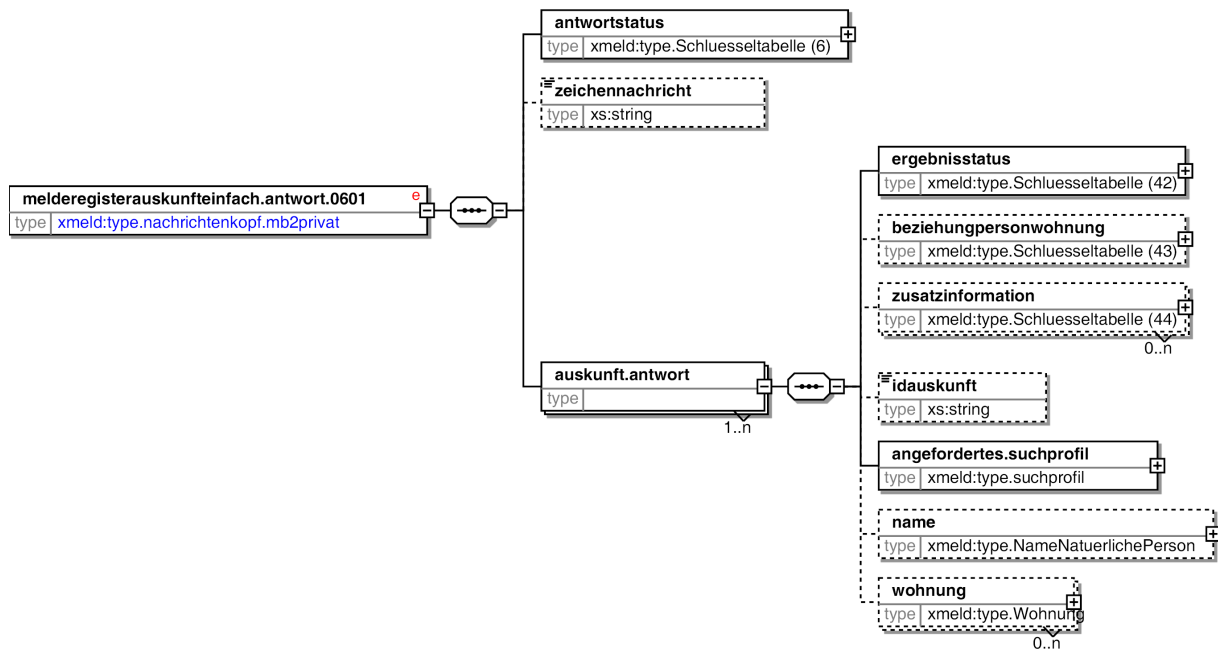 antwortstatus
type xmeld:type.Schluesseltabelle (6)
zeichennachricht
type xs:string
melderegisterauskunfteinfach.antwort.0601 e
type xmeld:type.nachrichtenkopf.mb2privat
auskunft.antwort
type
1..n
ergebnisstatus
type xmeld:type.Schluesseltabelle (42)
beziehungpersonwohnung
type xmeld:type.Schluesseltabelle (43)
zusatzinformation
type xmeld:type.Schluesseltabelle (44)
0..n
idauskunft
type xs:string
angefordertes.suchprofil
type xmeld:type.suchprofil
name
type xmeld:type.NameNatuerlichePerson
wohnung
type xmeld:type.Wohnung
0..n